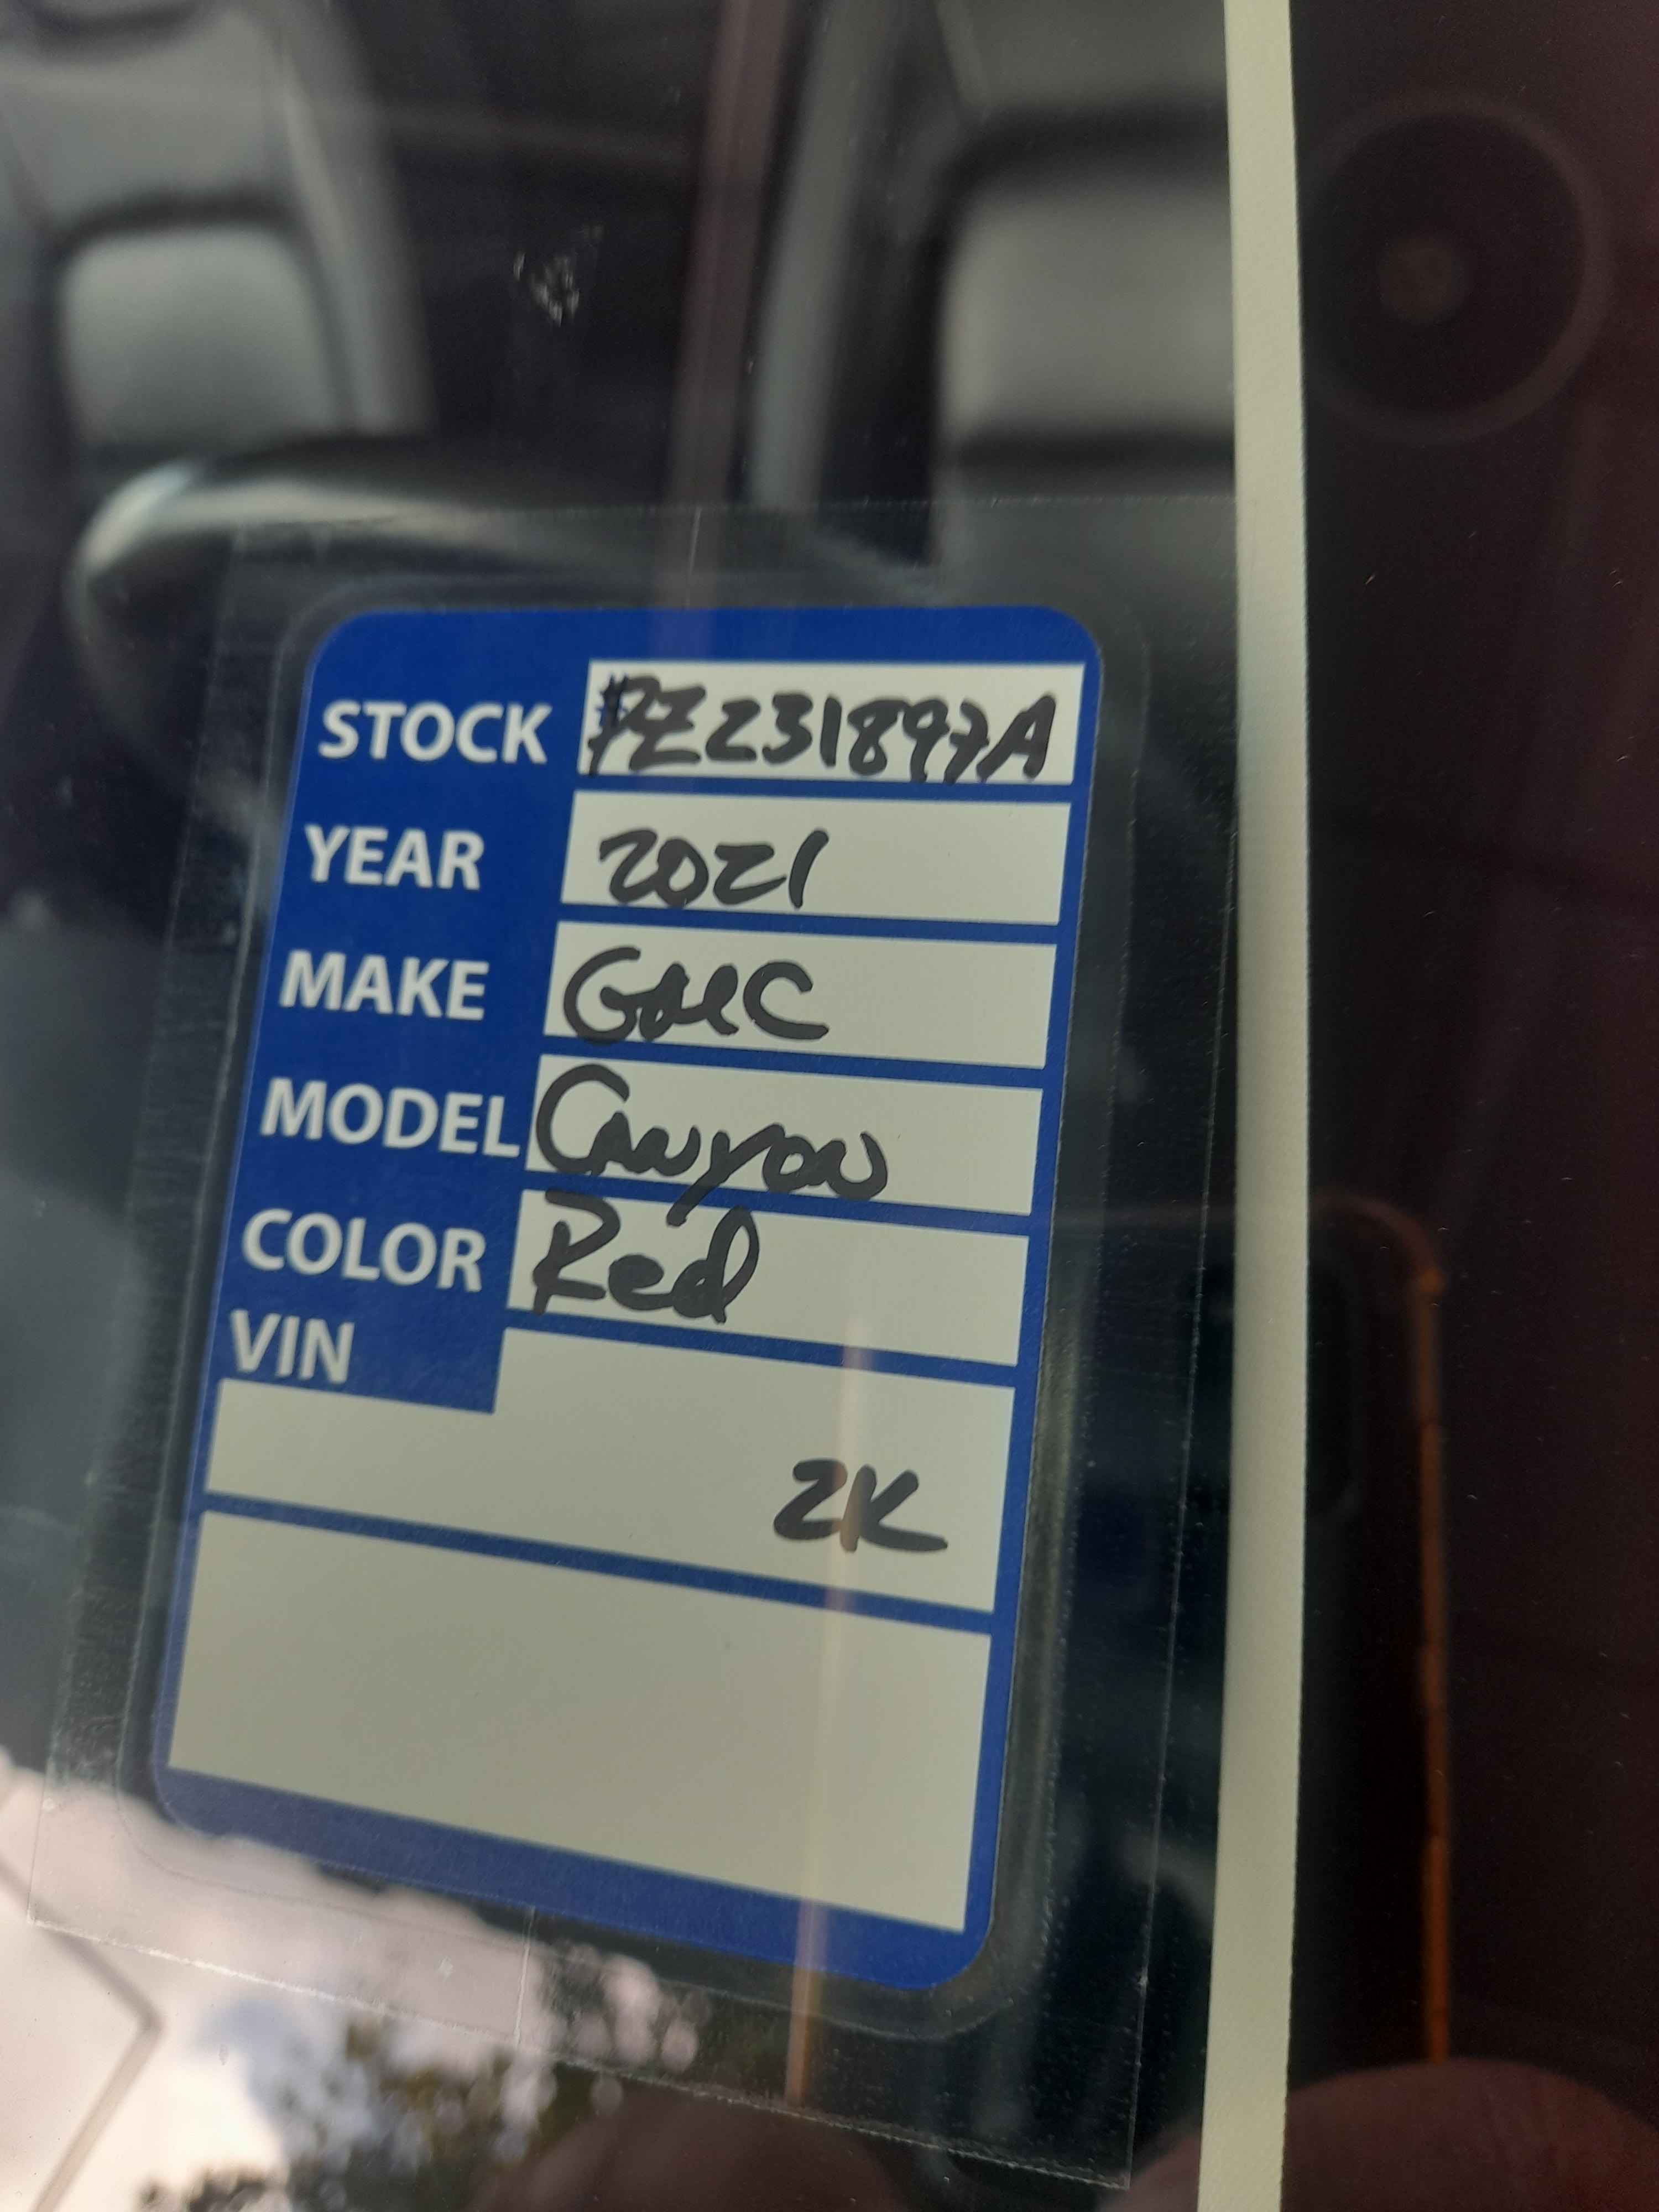 STOCK #PZ231897A
YEAR 2021
MAKE GMC
MODEL Canyon
COLOR Red
VIN
2K